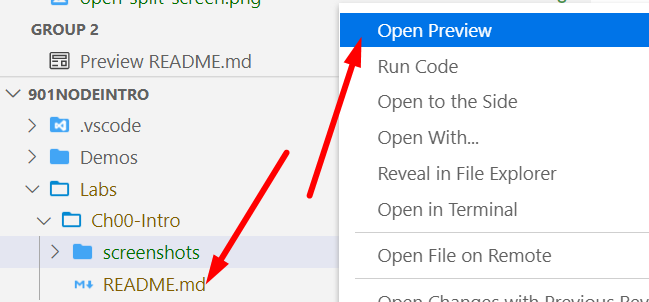 open-split-screen.png
GROUP 2
Preview README.md
901NODEINTRO
.vscode
Demos
Labs
Ch00-Intro
screenshots
README.md
Open Preview
Run Code
Open to the Side
Open With...
Reveal in File Explorer
Open in Terminal
Open File on Remote
Open Changes with Previous Rev